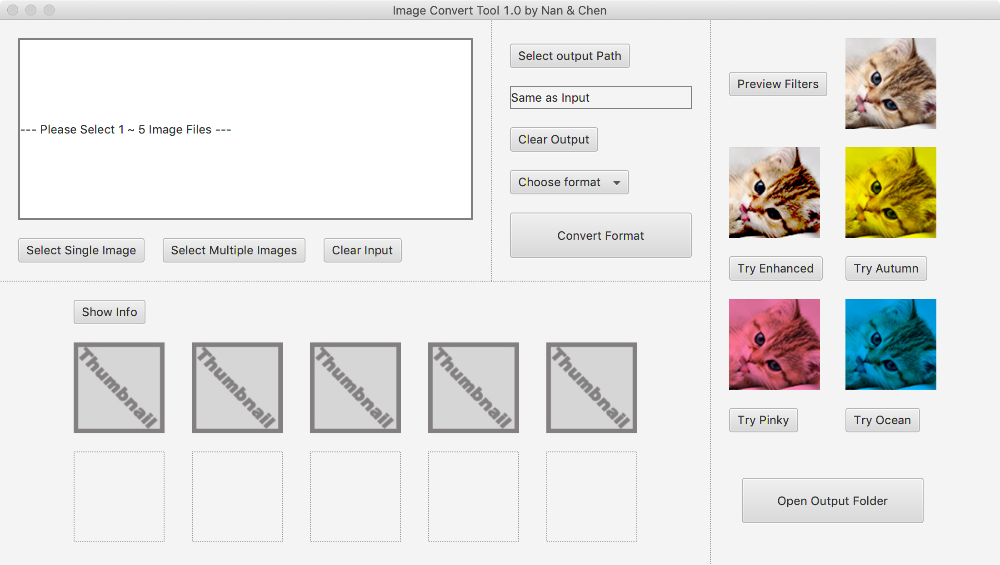 Image Convert Tool 1.0 by Nan & Chen
--- Please Select 1 ~ 5 Image Files ---
Select Single Image
Select Multiple Images
Clear Input
Select output Path
Same as Input
Clear Output
Choose format
Convert Format
Show Info
Thumbnail
Thumbnail
Thumbnail
Thumbnail
Thumbnail
Preview Filters
Try Enhanced
Try Autumn
Try Pinky
Try Ocean
Open Output Folder